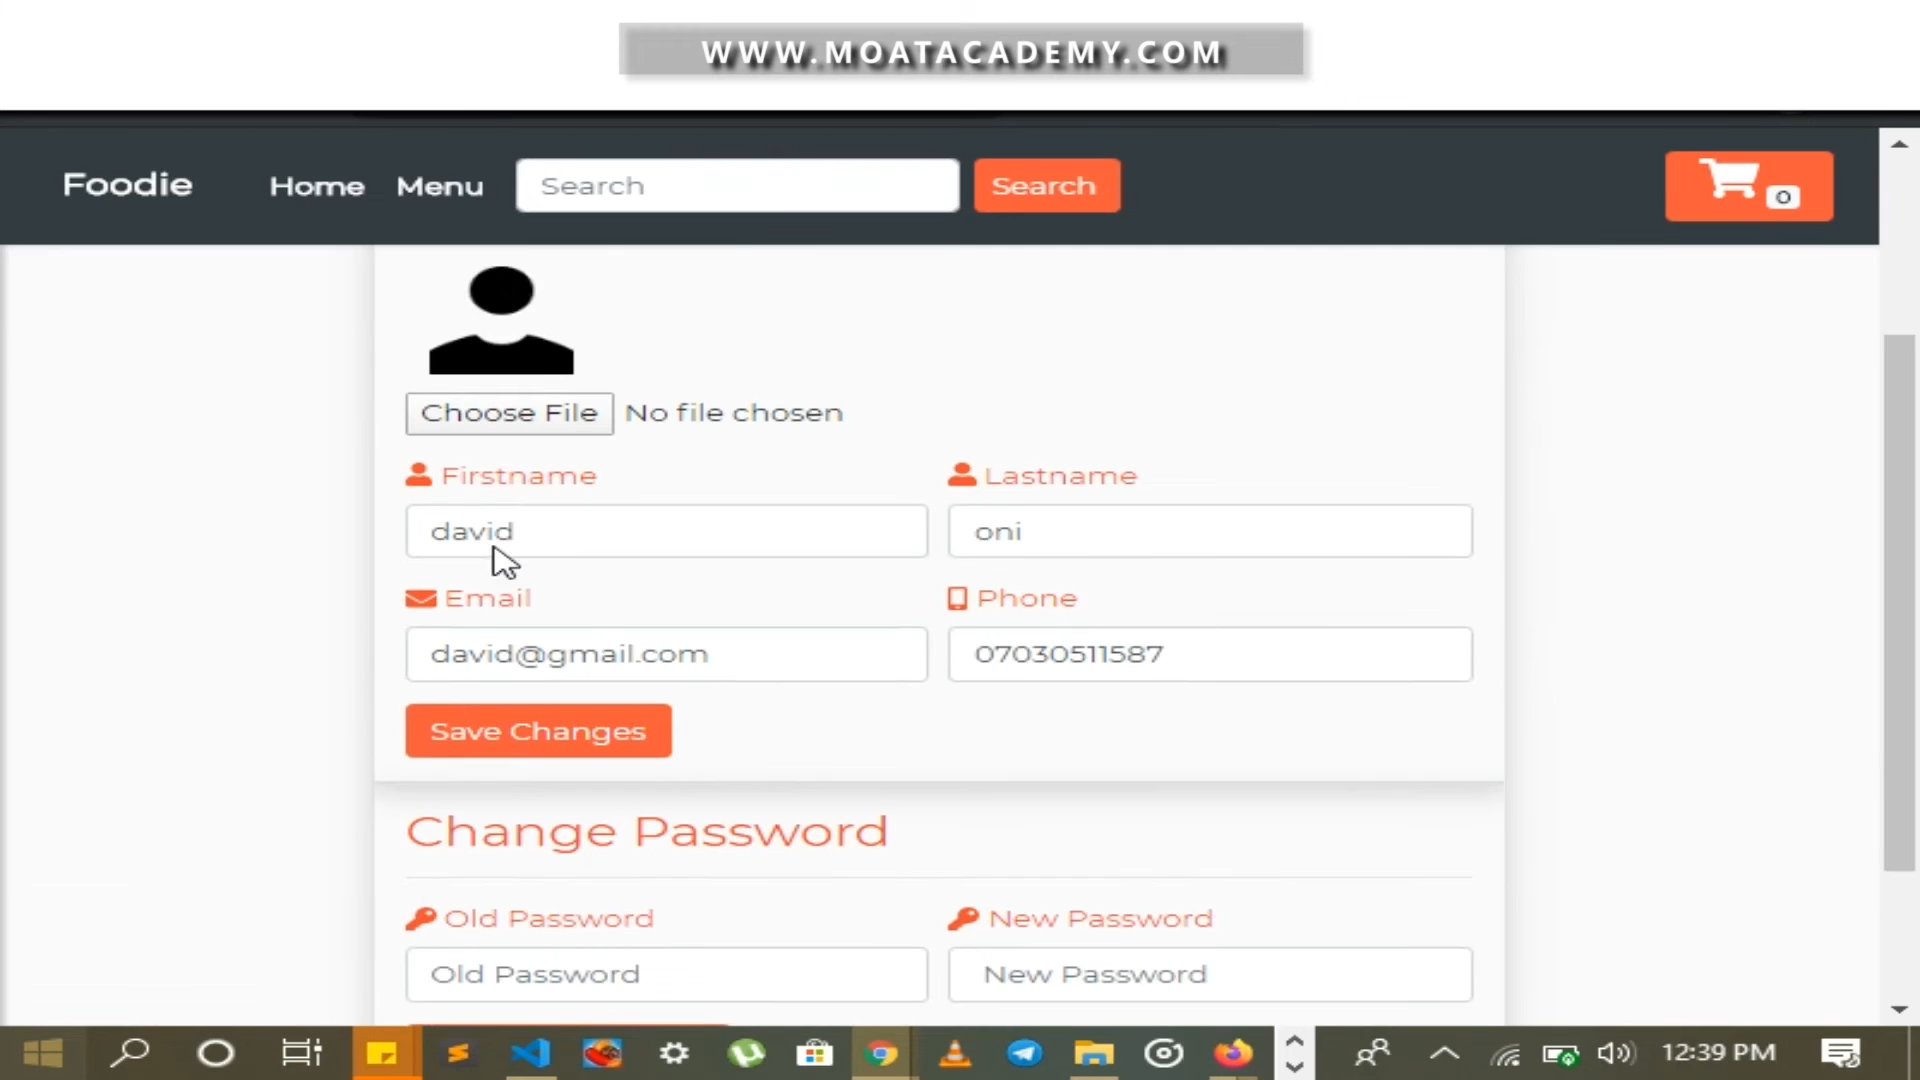 WWW.MOATACADEMY.COM
Foodie Home Menu Search Search 0
Choose File No file chosen
Firstname Lastname
david oni
Email Phone
david@gmail.com 07030511587
Save Changes
Change Password
Old Password New Password
Old Password New Password
12:39 PM